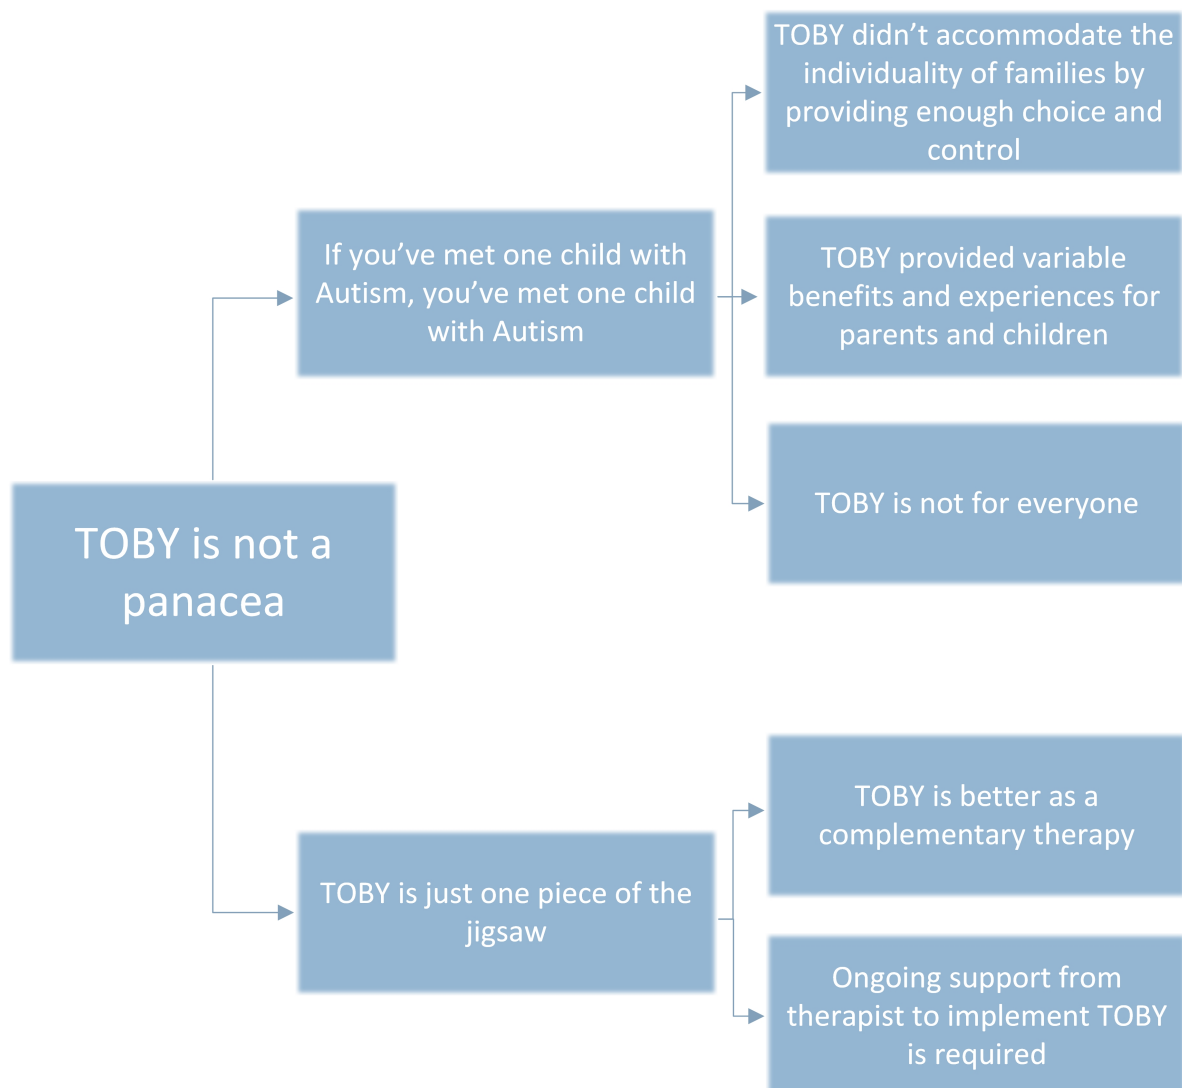 TOBY is not a
panacea
If you’ve met one child with
Autism, you’ve met one child
with Autism
TOBY didn’t accommodate the
individuality of families by
providing enough choice and
control
TOBY provided variable
benefits and experiences for
parents and children
TOBY is not for everyone
TOBY is just one piece of the
jigsaw
TOBY is better as a
complementary therapy
Ongoing support from
therapist to implement TOBY
is required